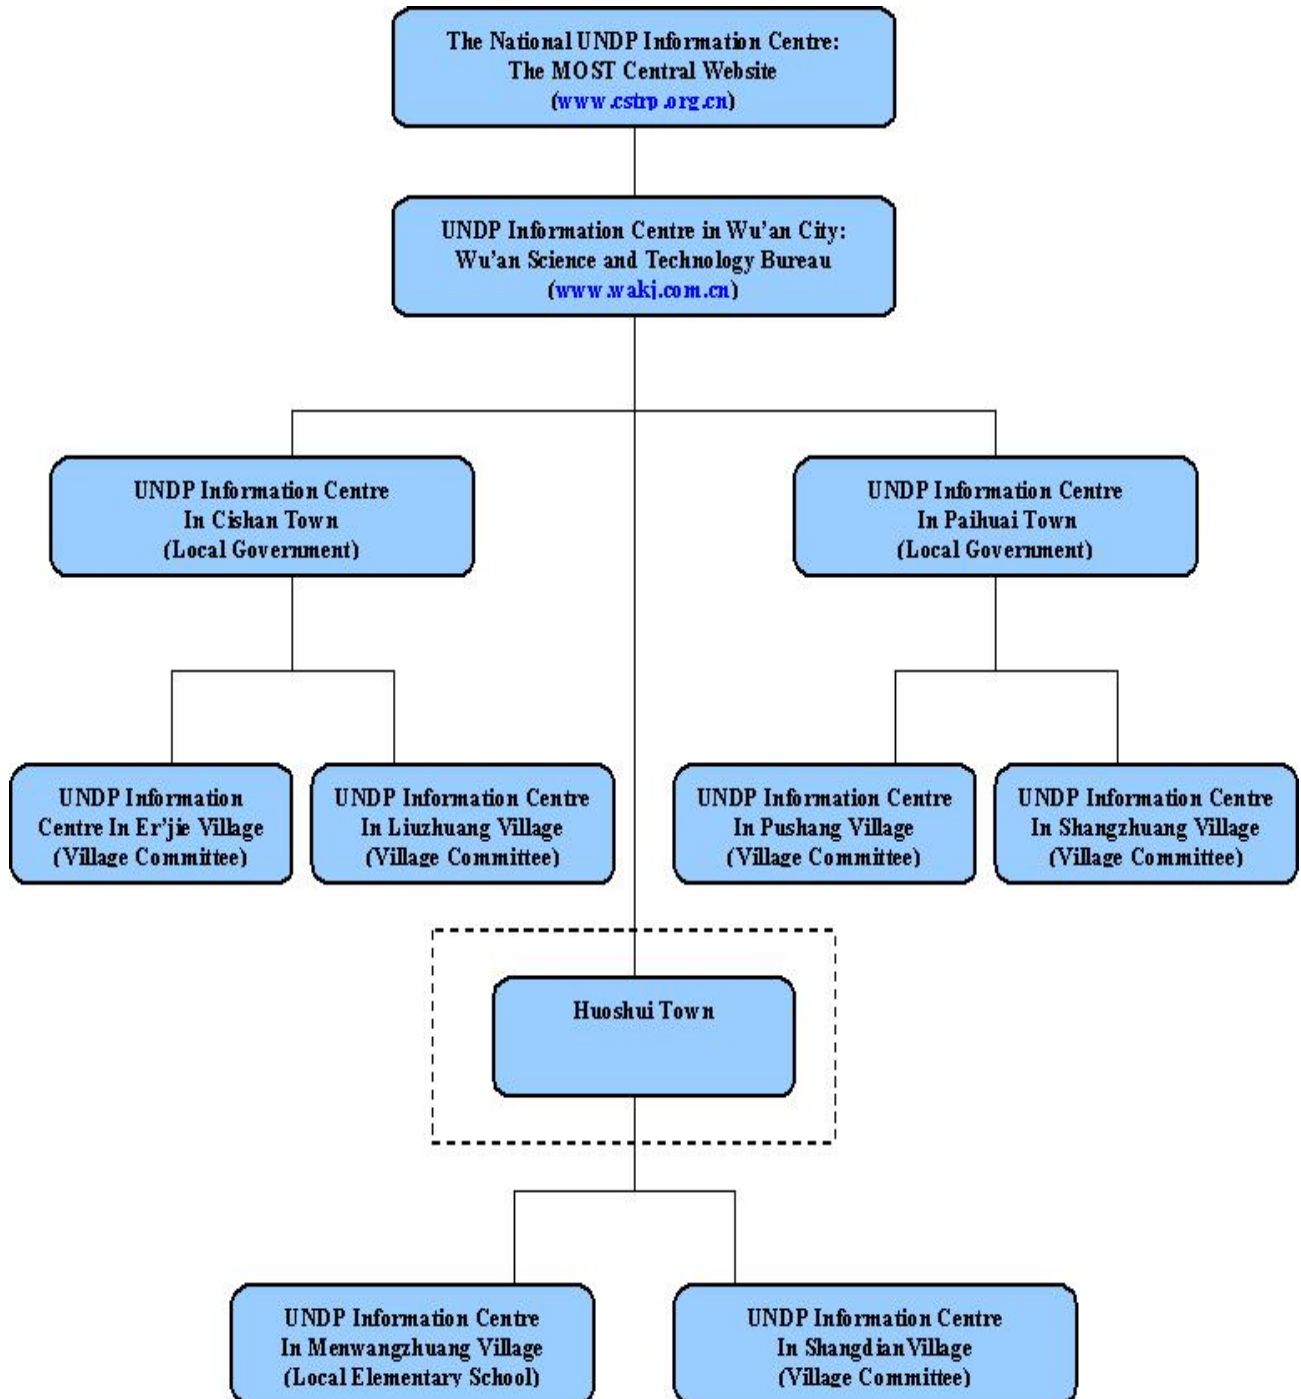 The National UNDP Information Centre:
The MOST Central Website
(www.cstrp.org.cn)
UNDP Information Centre in Wu'an City:
Wu'an Science and Technology Bureau
(www.wakj.com.cn)
UNDP Information Centre
In Cishan Town
(Local Government)
UNDP Information Centre
In Paihuai Town
(Local Government)
UNDP Information
Centre In Er'jie Village
(Village Committee)
UNDP Information Centre
In Liuzhuang Village
(Village Committee)
UNDP Information Centre
In Pushang Village
(Village Committee)
UNDP Information Centre
In Shangzhuang Village
(Village Committee)
Huoshui Town
UNDP Information Centre
In Menwangzhuang Village
(Local Elementary School)
UNDP Information Centre
In Shangdian Village
(Village Committee)